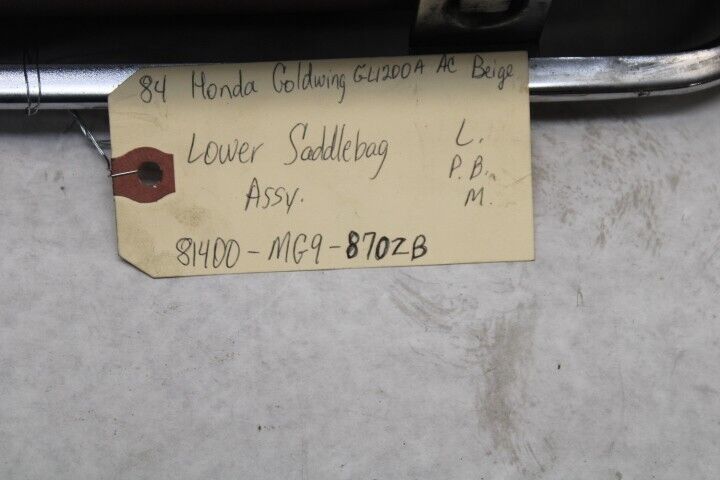 84 Honda Goldwing GL1200A AC Beige
Lower Saddlebag
Assy.
L.
P.B.
M.
81400-MG9-870ZB